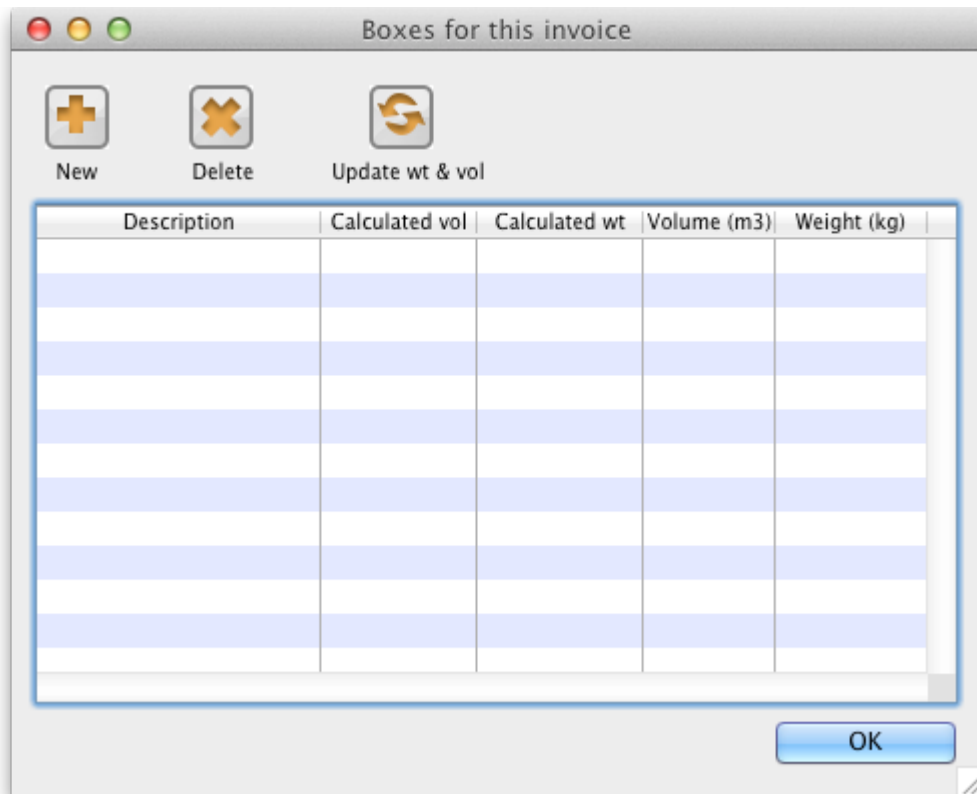 Boxes for this invoice
New Delete Update wt & vol
Description Calculated vol Calculated wt Volume (m3) Weight (kg)
OK